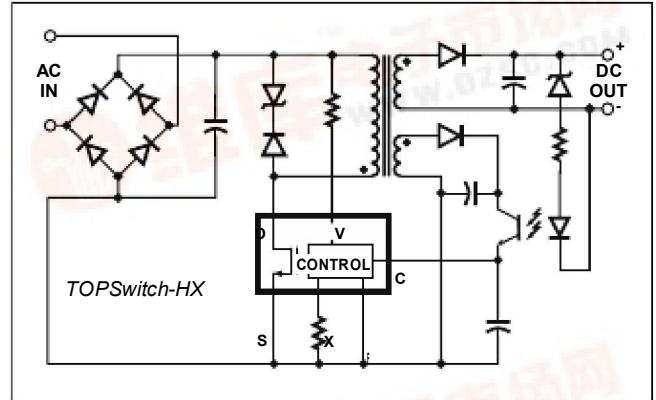 AC
IN
+
DC
OUT
-
D
V
CONTROL
C
TOPSwitch-HX
S
X